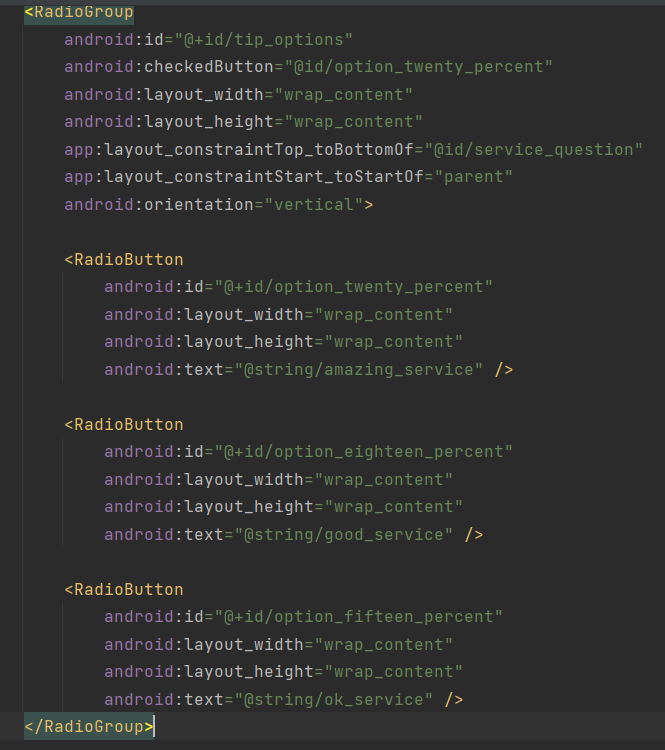 <RadioGroup
android:id="@+id/tip_options"
android:checkedButton="@id/option_twenty_percent"
android:layout_width="wrap_content"
android:layout_height="wrap_content"
app:layout_constraintTop_toBottomOf="@id/service_question"
app:layout_constraintStart_toStartOf="parent"
android:orientation="vertical">
<RadioButton
android:id="@+id/option_twenty_percent"
android:layout_width="wrap_content"
android:layout_height="wrap_content"
android:text="@string/amazing_service" />
<RadioButton
android:id="@+id/option_eighteen_percent"
android:layout_width="wrap_content"
android:layout_height="wrap_content"
android:text="@string/good_service" />
<RadioButton
android:id="@+id/option_fifteen_percent"
android:layout_width="wrap_content"
android:layout_height="wrap_content"
android:text="@string/ok_service" />
</RadioGroup>